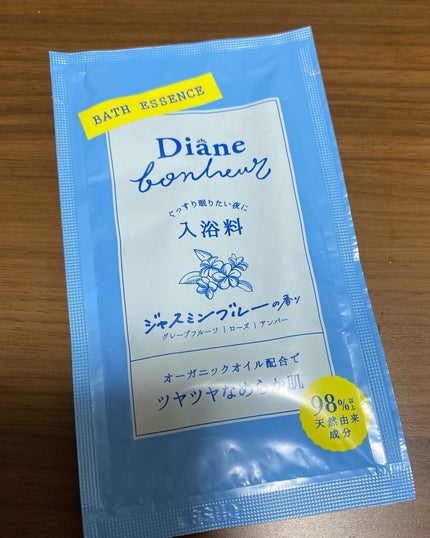 BATH ESSENCE
Diane
bonheur
ぐっすり眠りたい夜に
入浴料
ジャスミンブルーの香り
グレープフルーツ | ローズ | アンバー
オーガニックオイル配合で
ツヤツヤなめらか肌
98%以上
天然由来
成分